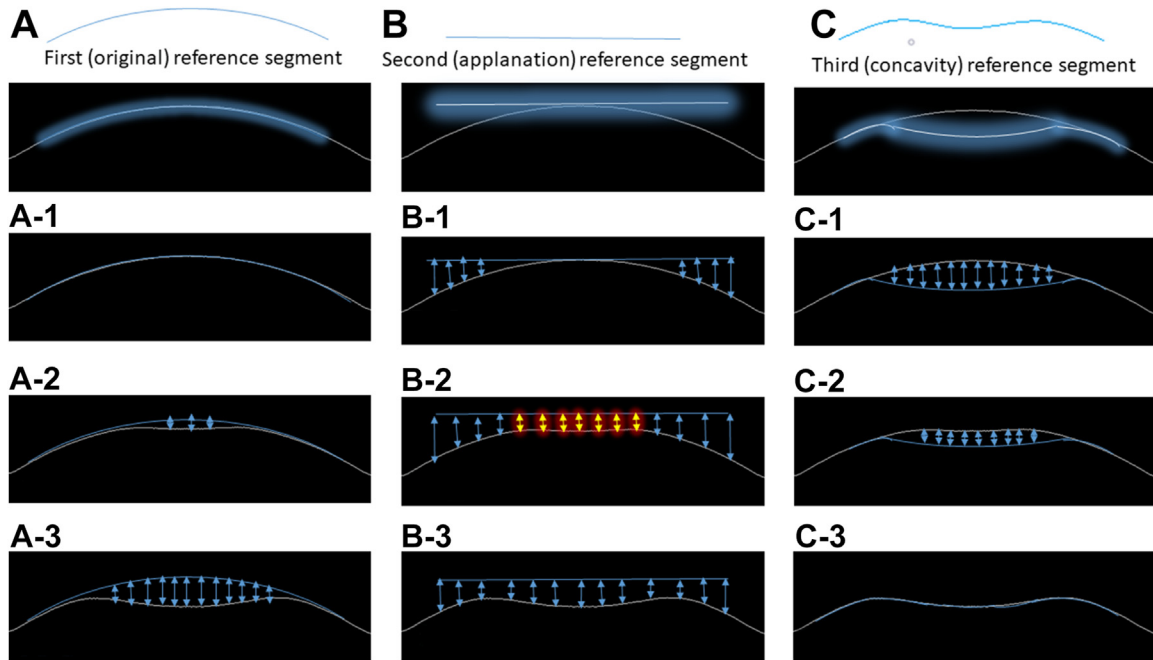 A
B
C
First (original) reference segment
Second (applanation) reference segment
Third (concavity) reference segment
A-1
B-1
C-1
A-2
B-2
C-2
A-3
B-3
C-3